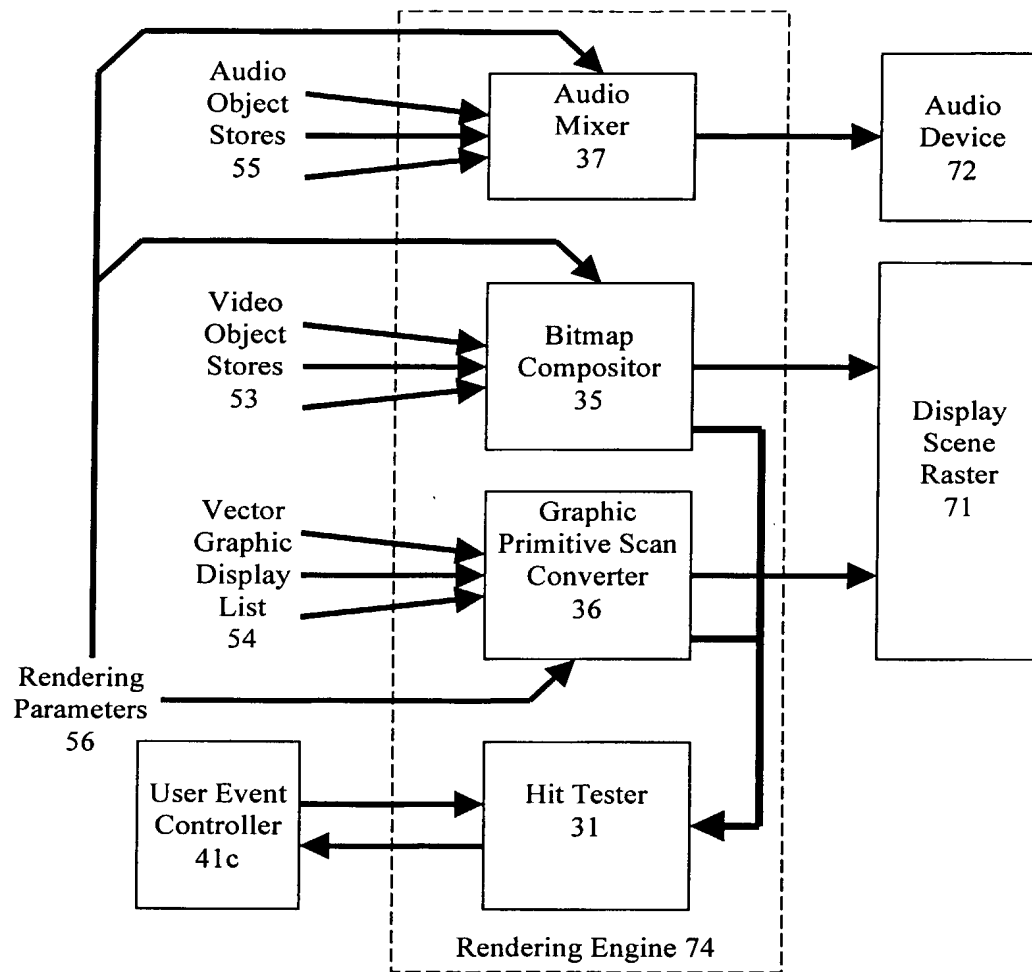 Audio
Object
Stores
55
Audio
Mixer
37
Audio
Device
72
Video
Object
Stores
53
Bitmap
Compositor
35
Display
Scene
Raster
71
Vector
Graphic
Display
List
54
Graphic
Primitive Scan
Converter
36
Rendering
Parameters
56
User Event
Controller
41c
Hit Tester
31
Rendering Engine 74